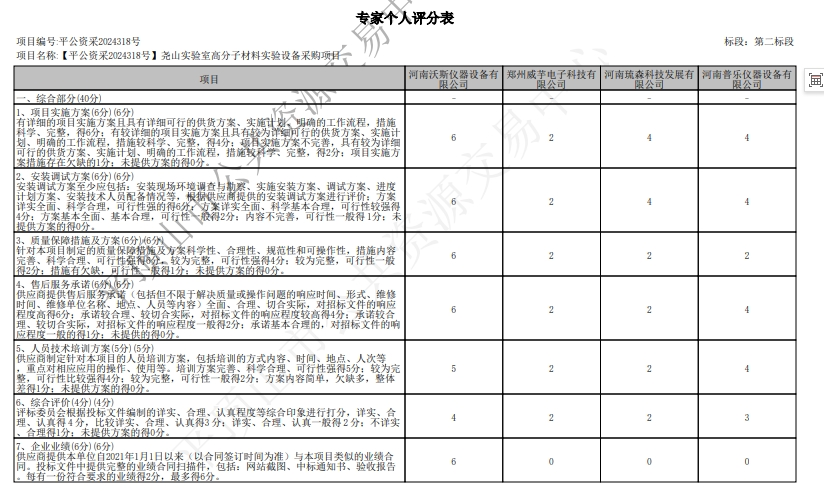 专家个人评分表
项目编号:平公资采2024318号
标段：第二标段
项目名称:【平公资采2024318号】尧山实验室高分子材料实验设备采购项目
项目
河南沃斯仪器设备有
限公司
郑州威芋电子科技有
限公司
河南琉森科技发展有
限公司
河南普乐仪器设备有
限公司
一、综合部分(40分)
-
-
-
-
1、项目实施方案(6分)(6分)
有详细的项目实施方案且具有详细可行的供货方案、实施计划、明确的工作流程，措施
科学、完整，得6分；有较详细的项目实施方案且具有较为详细可行的供货方案、实施计
划、明确的工作流程，措施较科学、完整，得4分；项目实施方案不完善，具有较为详细
可行的供货方案、实施计划、明确的工作流程，措施较科学、完整，得2分；项目实施方
案措施存在欠缺的1分；未提供方案的得0分。
6
2
4
4
2、安装调试方案(6分)(6分)
安装调试方案至少应包括：安装现场环境调查与勘察、实施安装方案、调试方案、进度
计划方案、安装技术人员配备情况等，根据供应商提供的安装调试方案进行评价：方案
详实全面、科学合理，可行性强的得6分；方案详实全面、科学基本合理，可行性较强得
4分；方案基本全面、基本合理，可行性一般得2分；内容不完善，可行性一般得1分；未
提供方案的得0分。
6
2
4
4
3、质量保障措施及方案(6分)(6分)
针对本项目制定的质量保障措施及方案科学性、合理性、规范性和可操作性，措施内容
完善、科学合理、可行性强得6分，较为完整，可行性强得4分；较为完整，可行性一般
得2分；措施有欠缺，可行性一般得1分；未提供方案的得0分。
6
2
2
2
4、售后服务承诺(6分)(6分)
供应商提供售后服务承诺（包括但不限于解决质量或操作问题的响应时间、形式、维修
时间、维修单位名称、地点、人员等内容）全面、合理、切合实际，对招标文件的响应
程度高得6分；承诺较合理、较切合实际，对招标文件的响应程度较高得4分；承诺较合
理、较切合实际，对招标文件的响应程度一般得2分；承诺基本合理的，对招标文件的响
应程度一般的得1分；未提供的得0分。
6
2
2
4
5、人员技术培训方案(5分)(5分)
供应商制定针对本项目的人员培训方案，包括培训的方式内容、时间、地点、人次等
，重点对相应应用的操作、使用等。培训方案完善、科学合理、可行性强得5分；较为完
整，可行性比较强得4分；较为完整，可行性一般得2分；方案内容简单，欠缺多，整体
差得1分；未提供方案的得0分。
5
2
2
4
6、综合评价(4分)(4分)
评标委员会根据投标文件编制的详实、合理、认真程度等综合印象进行打分，详实、合
理、认真得４分，比较详实、合理、认真得3分；详实、合理、认真一般得２分；不详实
、合理得1分；未提供方案的得0分。
4
2
2
3
7、企业业绩(6分)(6分)
供应商提供本单位自2021年1月1日以来（以合同签订时间为准）与本项目类似的业绩合
同。投标文件中提供完整的业绩合同扫描件，包括：网站截图、中标通知书、验收报告
。每有一份符合要求的业绩得2分，最多得6分。
6
0
0
0